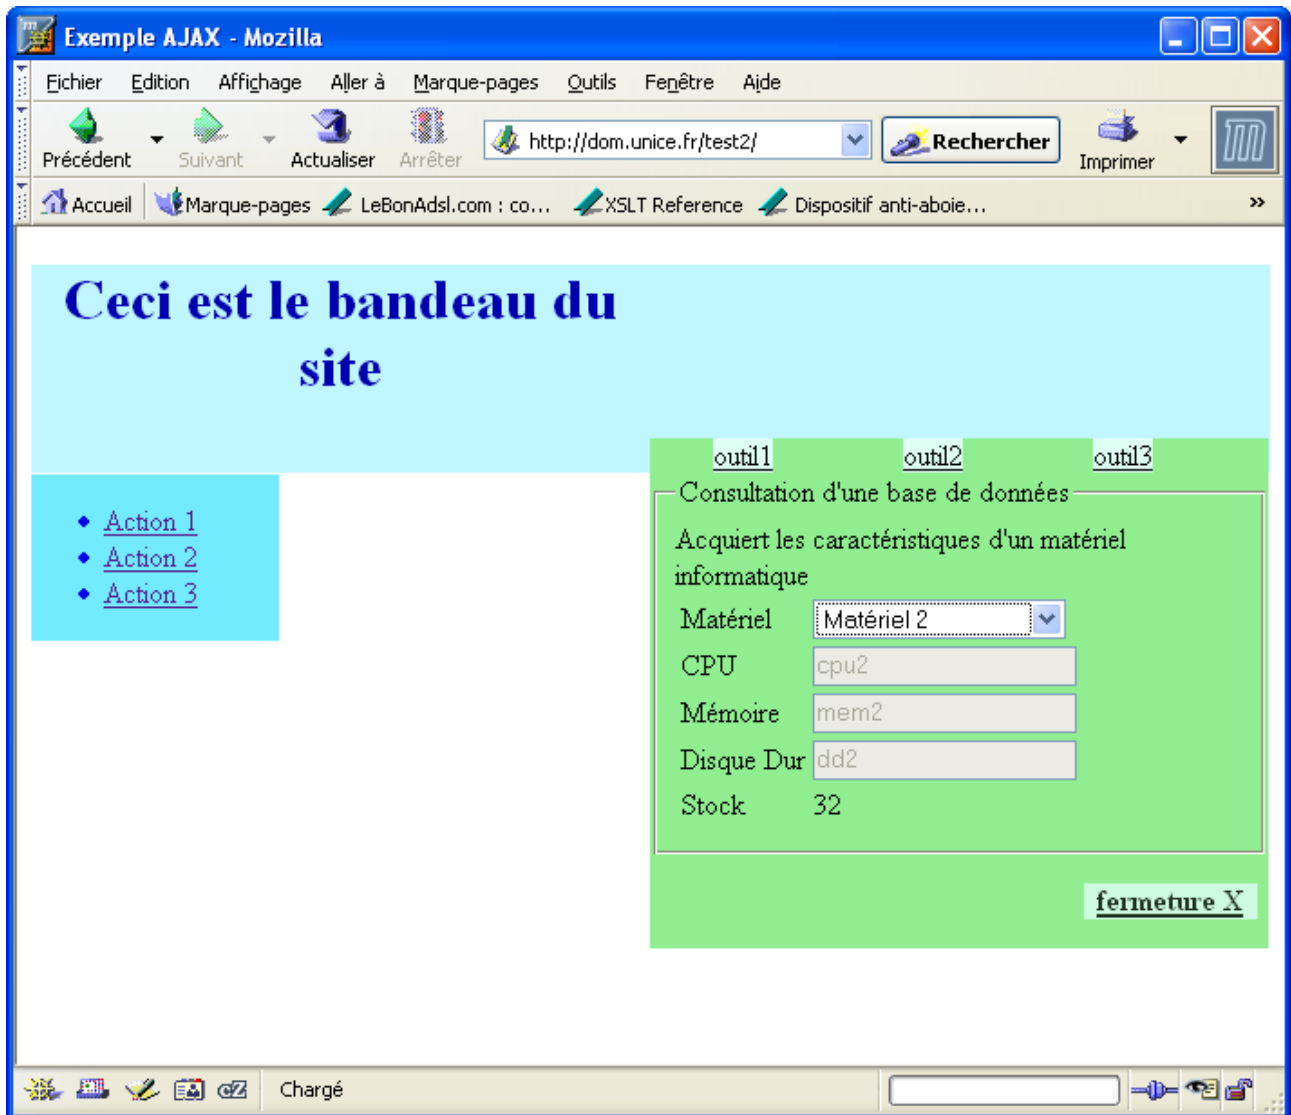 Exemple AJAX - Mozilla
Fichier Edition Affichage Aller à Marque-pages Outils Fenêtre Aide
Précédent Suivant Actualiser Arrêter http://dom.unice.fr/test2/ Rechercher Imprimer
Accueil Marque-pages LeBonAdsl.com : co... XSLT Reference Dispositif anti-aboie... »
Ceci est le bandeau du
site
outil1 outil2 outil3
Consultation d'une base de données
• Action 1
• Action 2
• Action 3
Acquiert les caractéristiques d'un matériel
informatique
Matériel Matériel 2
CPU cpu2
Mémoire mem2
Disque Dur dd2
Stock 32
fermeture X
Chargé